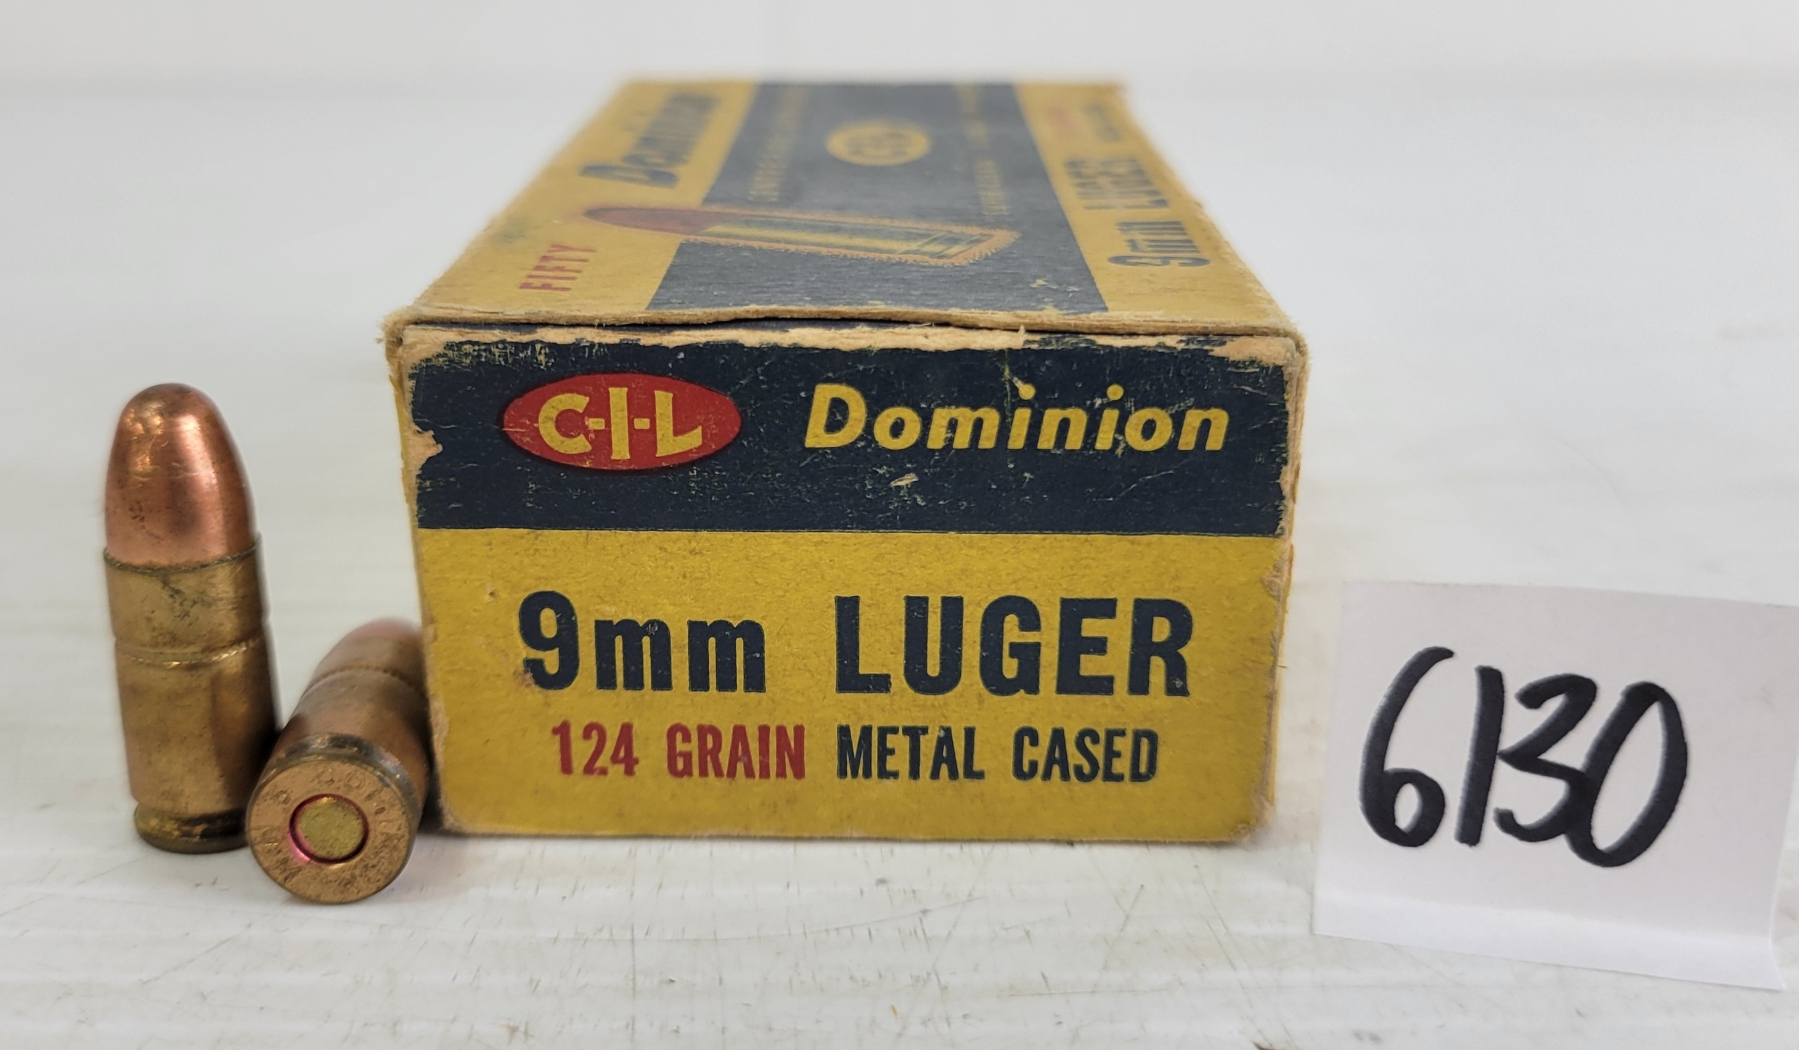 Dominion
FIFTY
9mm LUGER
C-I-L Dominion
9mm LUGER
124 GRAIN METAL CASED
6130